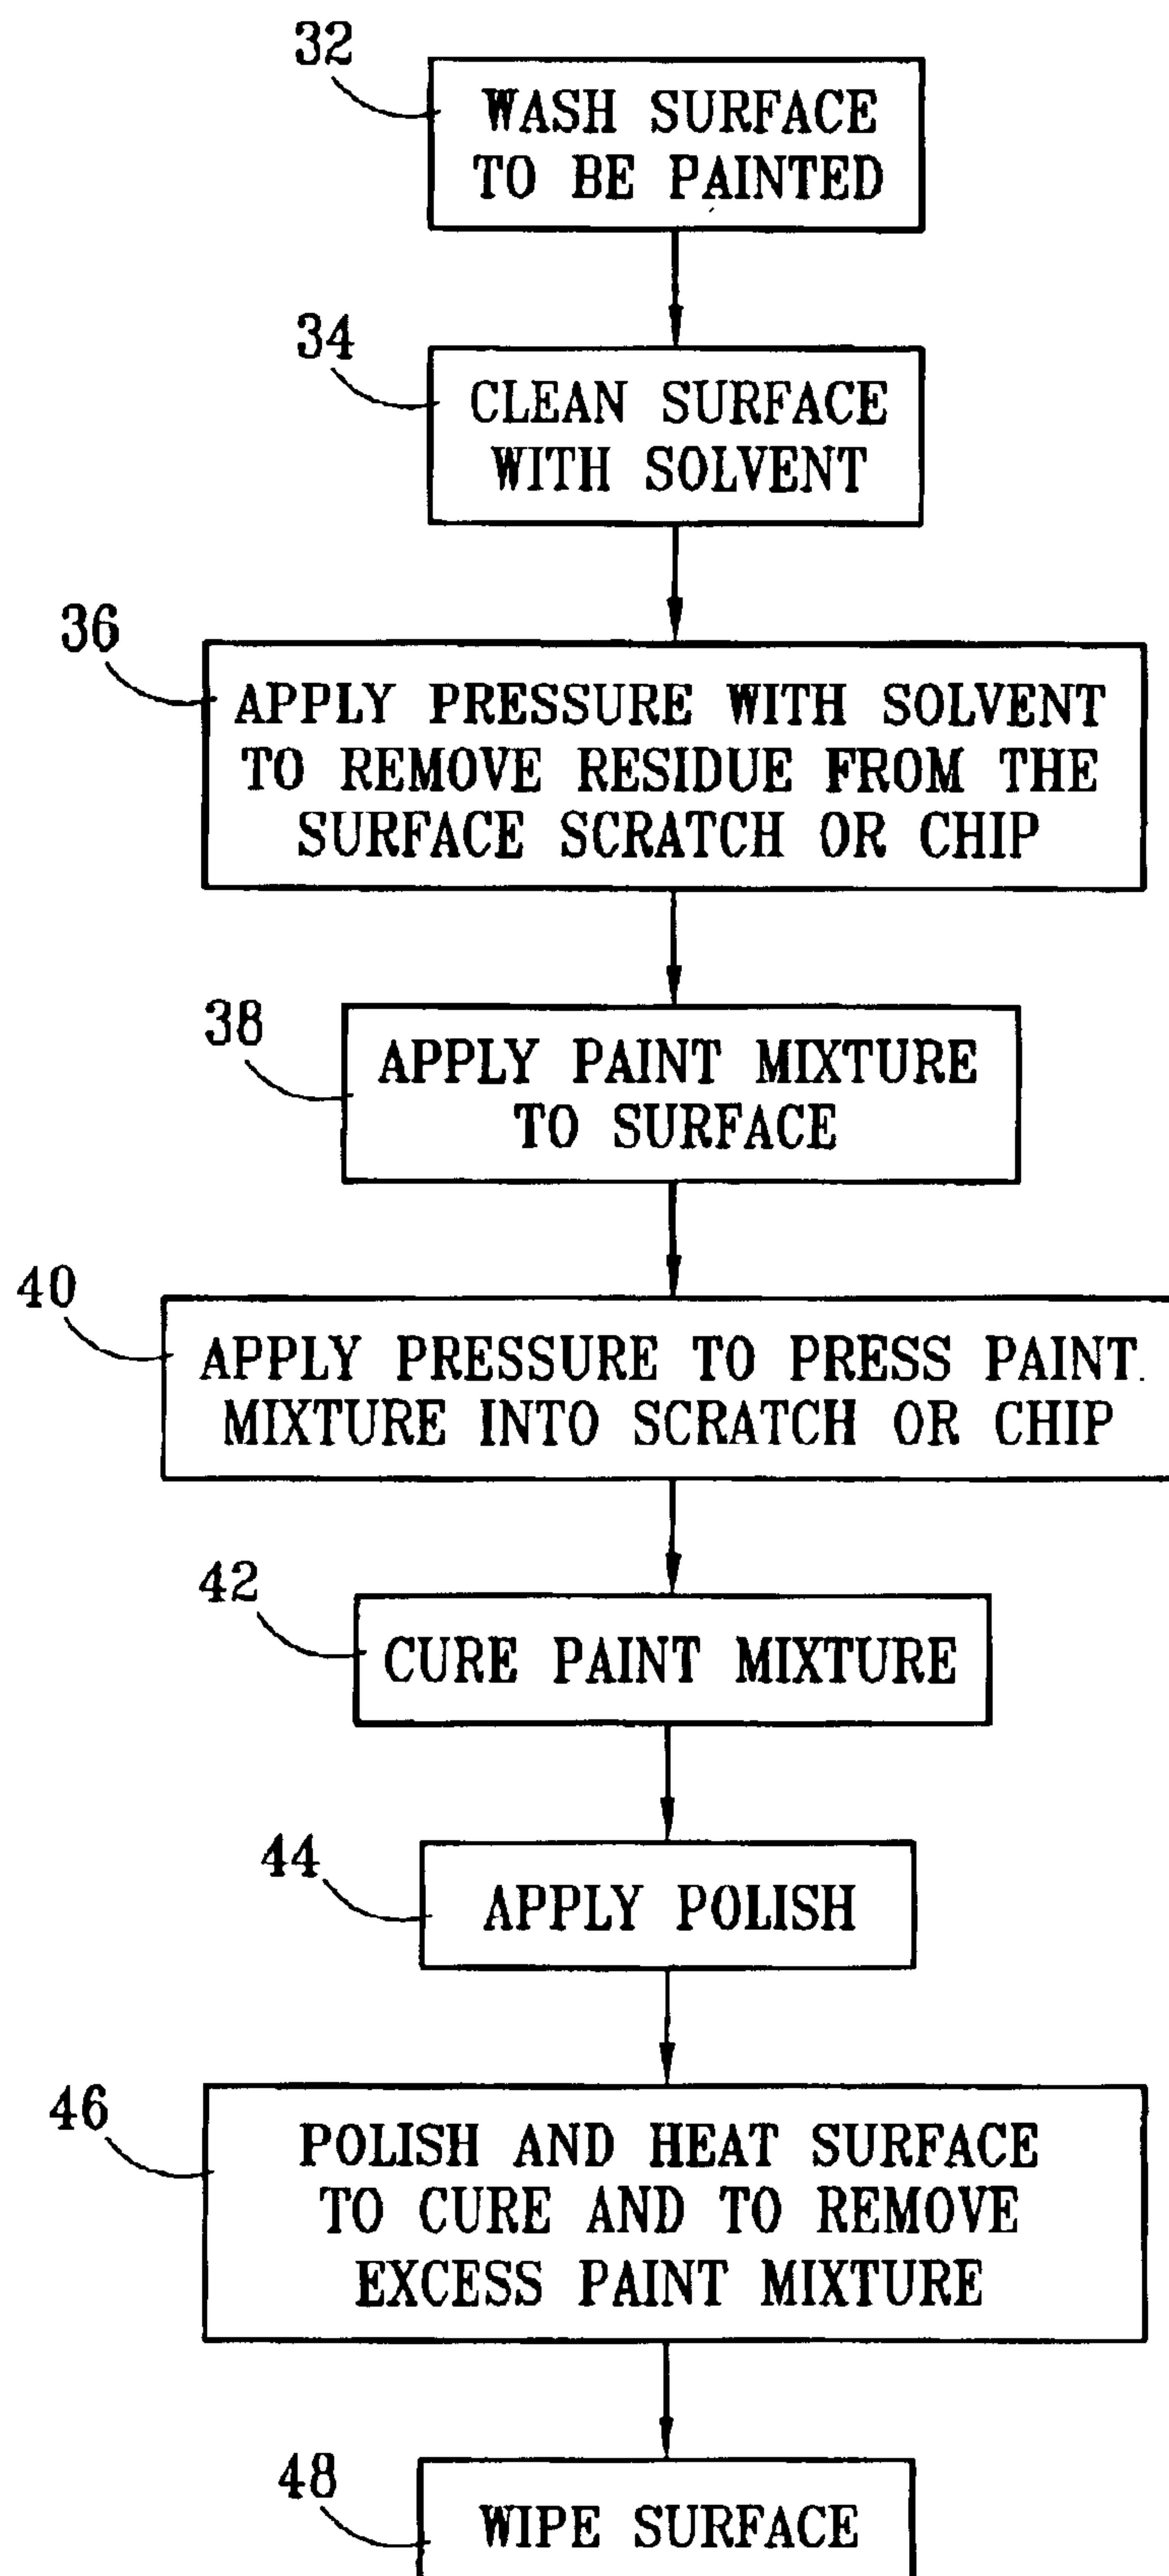 32
WASH SURFACE
TO BE PAINTED
34
CLEAN SURFACE
WITH SOLVENT
36
APPLY PRESSURE WITH SOLVENT
TO REMOVE RESIDUE FROM THE
SURFACE SCRATCH OR CHIP
38
APPLY PAINT MIXTURE
TO SURFACE
40
APPLY PRESSURE TO PRESS PAINT
MIXTURE INTO SCRATCH OR CHIP
42
CURE PAINT MIXTURE
44
APPLY POLISH
46
POLISH AND HEAT SURFACE
TO CURE AND TO REMOVE
EXCESS PAINT MIXTURE
48
WIPE SURFACE